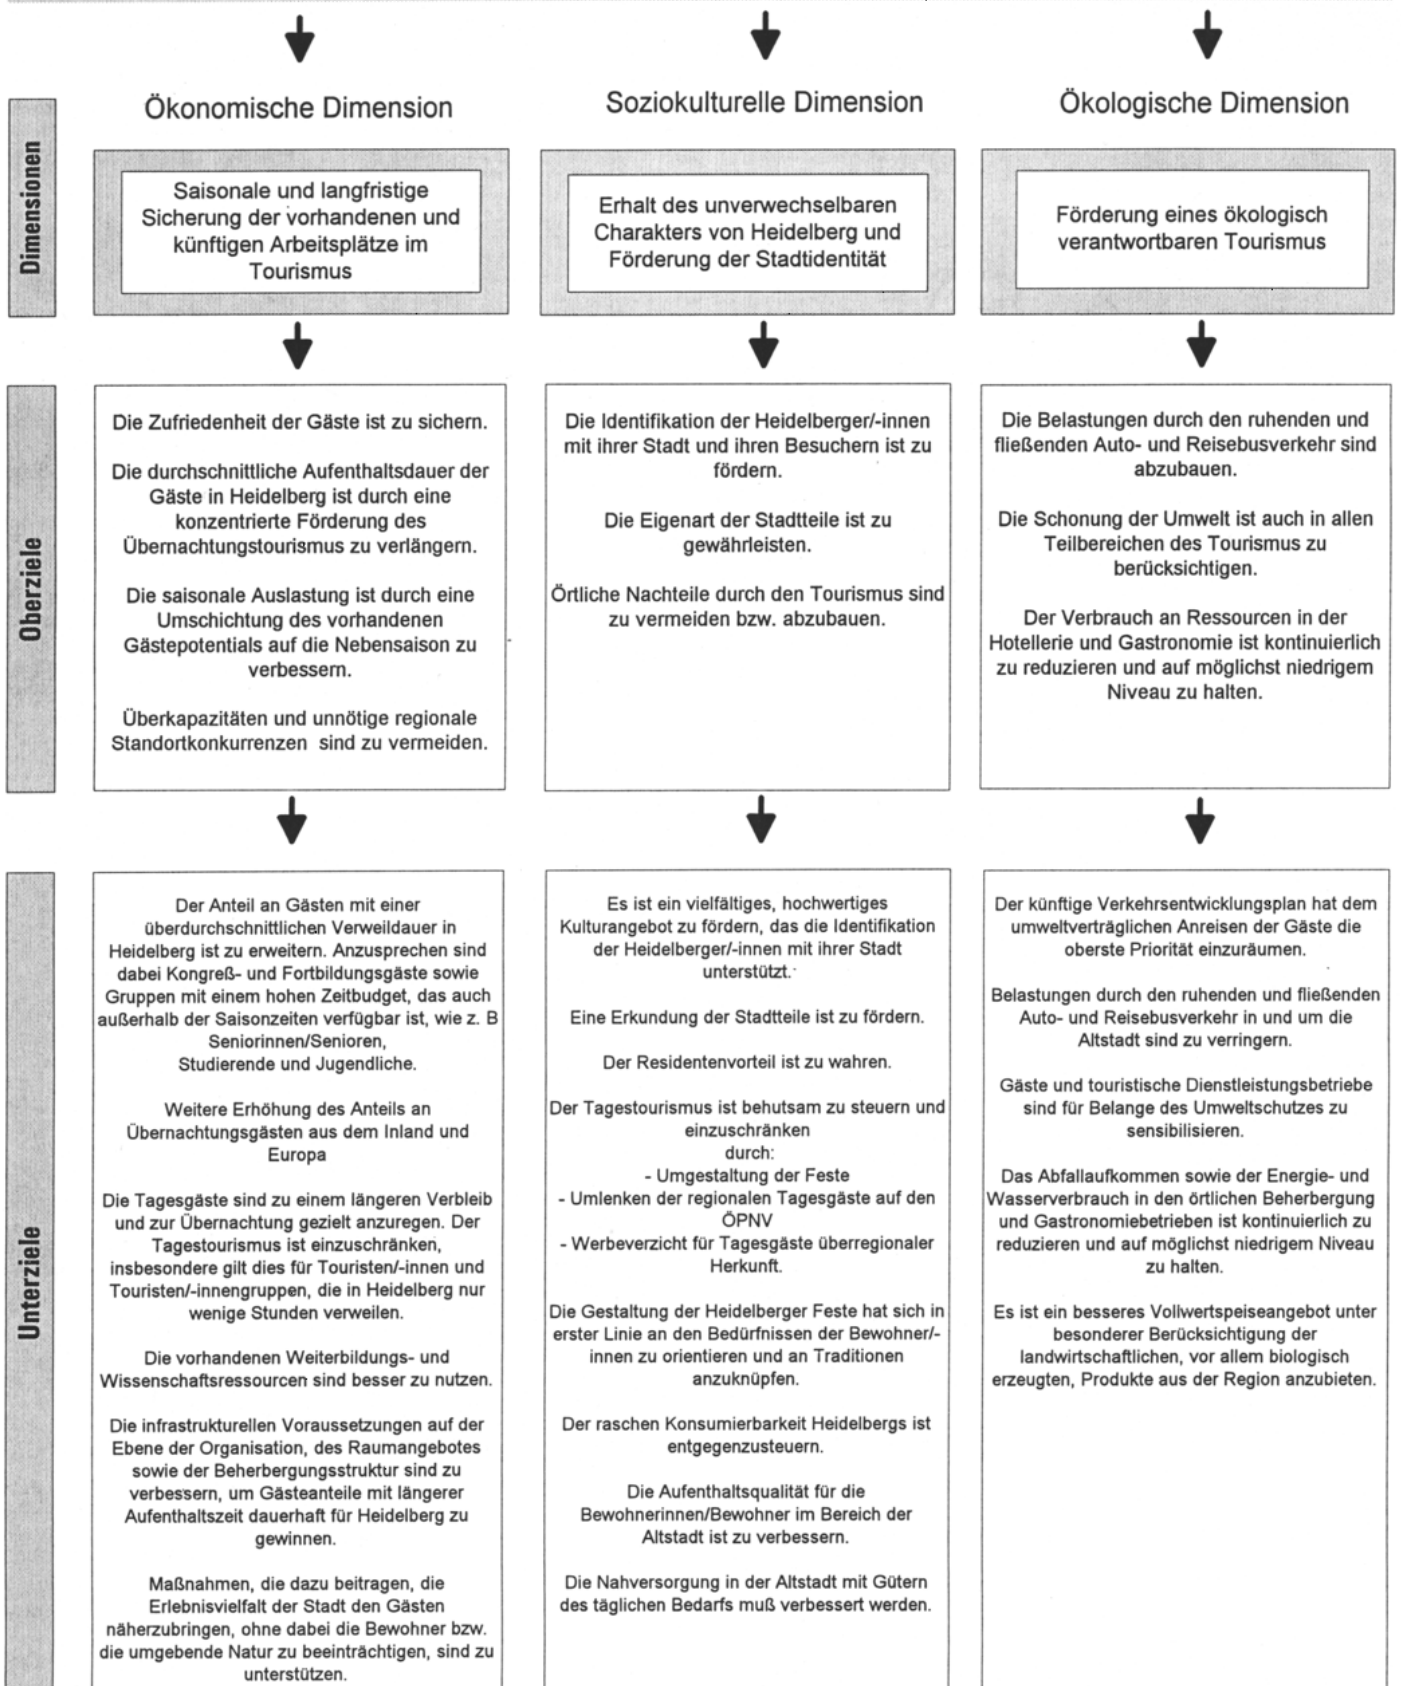 Ökonomische Dimension
Soziokulturelle Dimension
Ökologische Dimension
Dimensionen
Saisonale und langfristige
Sicherung der vorhandenen und
künftigen Arbeitsplätze im
Tourismus
Erhalt des unverwechselbaren
Charakters von Heidelberg und
Förderung der Stadtidentität
Förderung eines ökologisch
verantwortbaren Tourismus
Oberziele
Die Zufriedenheit der Gäste ist zu sichern.
Die durchschnittliche Aufenthaltsdauer der
Gäste in Heidelberg ist durch eine
konzentrierte Förderung des
Übernachtungstourismus zu verlängern.
Die saisonale Auslastung ist durch eine
Umschichtung des vorhandenen
Gästepotentials auf die Nebensaison zu
verbessern.
Überkapazitäten und unnötige regionale
Standortkonkurrenzen sind zu vermeiden.
Die Identifikation der Heidelberger/-innen
mit ihrer Stadt und ihren Besuchern ist zu
fördern.
Die Eigenart der Stadtteile ist zu
gewährleisten.
Örtliche Nachteile durch den Tourismus sind
zu vermeiden bzw. abzubauen.
Die Belastungen durch den ruhenden und
fließenden Auto- und Reisebusverkehr sind
abzubauen.
Die Schonung der Umwelt ist auch in allen
Teilbereichen des Tourismus zu
berücksichtigen.
Der Verbrauch an Ressourcen in der
Hotellerie und Gastronomie ist kontinuierlich
zu reduzieren und auf möglichst niedrigem
Niveau zu halten.
Unterziele
Der Anteil an Gästen mit einer
überdurchschnittlichen Verweildauer in
Heidelberg ist zu erweitern. Anzusprechen sind
dabei Kongreß- und Fortbildungsgäste sowie
Gruppen mit einem hohen Zeitbudget, das auch
außerhalb der Saisonzeiten verfügbar ist, wie z. B
Seniorinnen/Senioren,
Studierende und Jugendliche.
Weitere Erhöhung des Anteils an
Übernachtungsgästen aus dem Inland und
Europa
Die Tagesgäste sind zu einem längeren Verbleib
und zur Übernachtung gezielt anzuregen. Der
Tagestourismus ist einzuschränken,
insbesondere gilt dies für Touristen/-innen und
Touristen/-innengruppen, die in Heidelberg nur
wenige Stunden verweilen.
Die vorhandenen Weiterbildungs- und
Wissenschaftsressourcen sind besser zu nutzen.
Die infrastrukturellen Voraussetzungen auf der
Ebene der Organisation, des Raumangebotes
sowie der Beherbergungsstruktur sind zu
verbessern, um Gästeanteile mit längerer
Aufenthaltszeit dauerhaft für Heidelberg zu
gewinnen.
Maßnahmen, die dazu beitragen, die
Erlebnisvielfalt der Stadt den Gästen
näherzubringen, ohne dabei die Bewohner bzw.
die umgebende Natur zu beeinträchtigen, sind zu
unterstützen.
Es ist ein vielfältiges, hochwertiges
Kulturangebot zu fördern, das die Identifikation
der Heidelberger/-innen mit ihrer Stadt
unterstützt.
Eine Erkundung der Stadtteile ist zu fördern.
Der Residentenvorteil ist zu wahren.
Der Tagestourismus ist behutsam zu steuern und
einzuschränken
durch:
- Umgestaltung der Feste
- Umlenken der regionalen Tagesgäste auf den
ÖPNV
- Werbeverzicht für Tagesgäste überregionaler
Herkunft.
Die Gestaltung der Heidelberger Feste hat sich in
erster Linie an den Bedürfnissen der Bewohner/-
innen zu orientieren und an Traditionen
anzuknüpfen.
Der raschen Konsumierbarkeit Heidelbergs ist
entgegenzusteuern.
Die Aufenthaltsqualität für die
Bewohnerinnen/Bewohner im Bereich der
Altstadt ist zu verbessern.
Die Nahversorgung in der Altstadt mit Gütern
des täglichen Bedarfs muß verbessert werden.
Der künftige Verkehrsentwicklungsplan hat dem
umweltverträglichen Anreisen der Gäste die
oberste Priorität einzuräumen.
Belastungen durch den ruhenden und fließenden
Auto- und Reisebusverkehr in und um die
Altstadt sind zu verringern.
Gäste und touristische Dienstleistungsbetriebe
sind für Belange des Umweltschutzes zu
sensibilisieren.
Das Abfallaufkommen sowie der Energie- und
Wasserverbrauch in den örtlichen Beherbergung
und Gastronomiebetrieben ist kontinuierlich zu
reduzieren und auf möglichst niedrigem Niveau
zu halten.
Es ist ein besseres Vollwertspeiseangebot unter
besonderer Berücksichtigung der
landwirtschaftlichen, vor allem biologisch
erzeugten, Produkte aus der Region anzubieten.